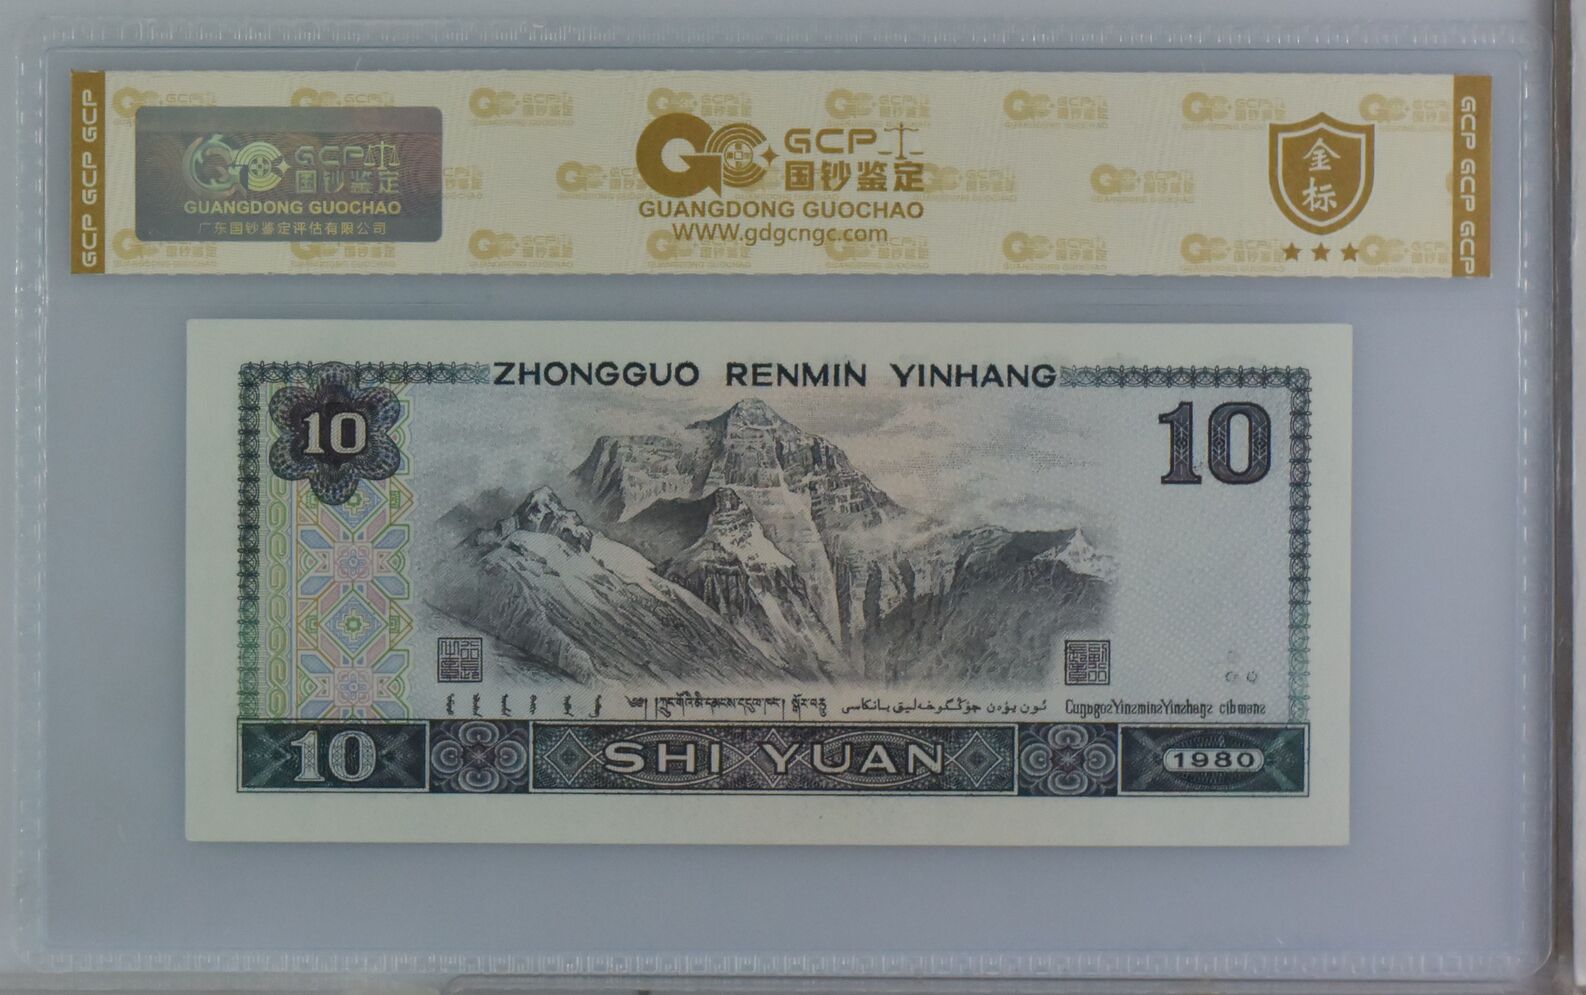 GCP GCP GCP
GCP
国钞鉴定
GUANGDONG GUOCHAO
广东国钞鉴定评估有限公司
GCP
国钞鉴定
GUANGDONG GUOCHAO
WWW.gdgcngc.com
金
标
GCP GCP GCP GCP
ZHONGGUO RENMIN YINHANG
10
10
10
SHI YUAN
1980